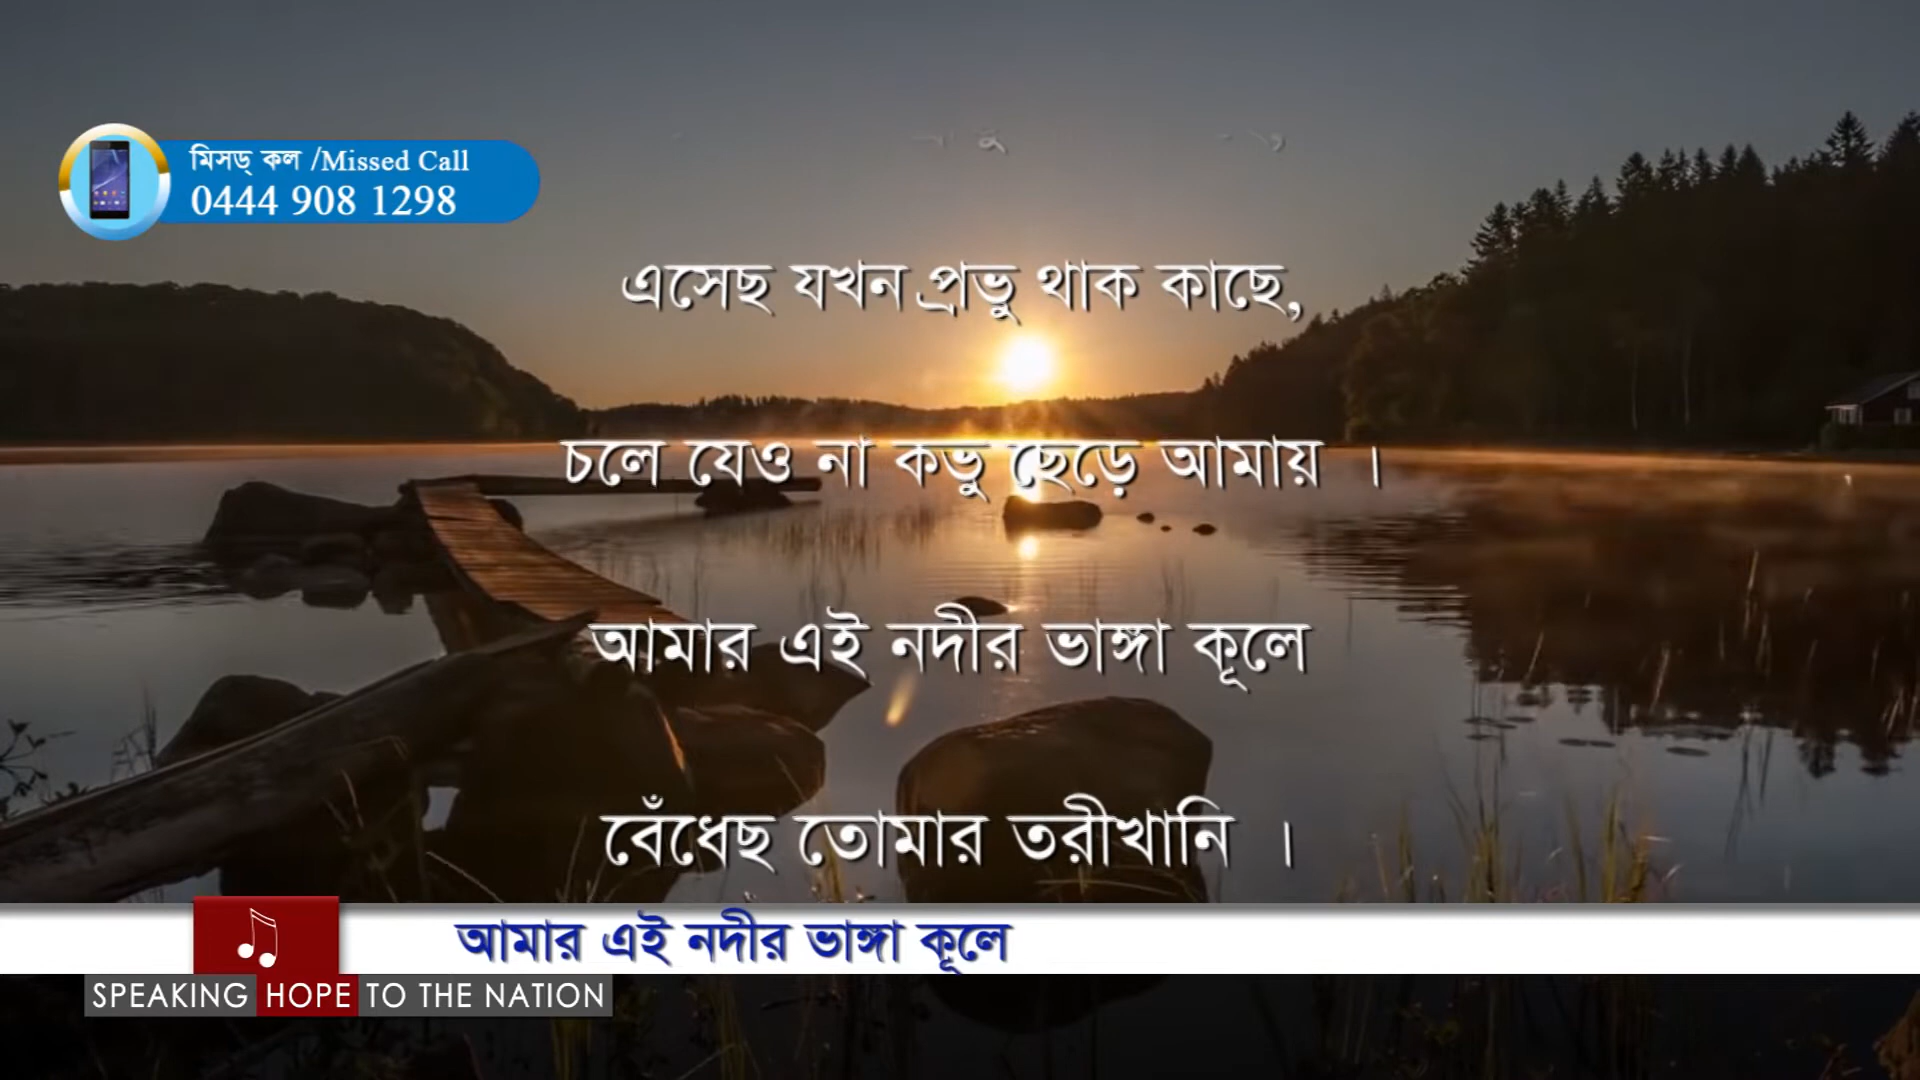 মিসড্ কল /Missed Call
0444 908 1298
এসেছ যখন প্রভু থাক কাছে,
চলে যেও না কভু ছেড়ে আমায় ।
আমার এই নদীর ভাঙ্গা কূলে
বেঁধেছ তোমার তরীখানি ।
আমার এই নদীর ভাঙ্গা কূলে
SPEAKING HOPE TO THE NATION